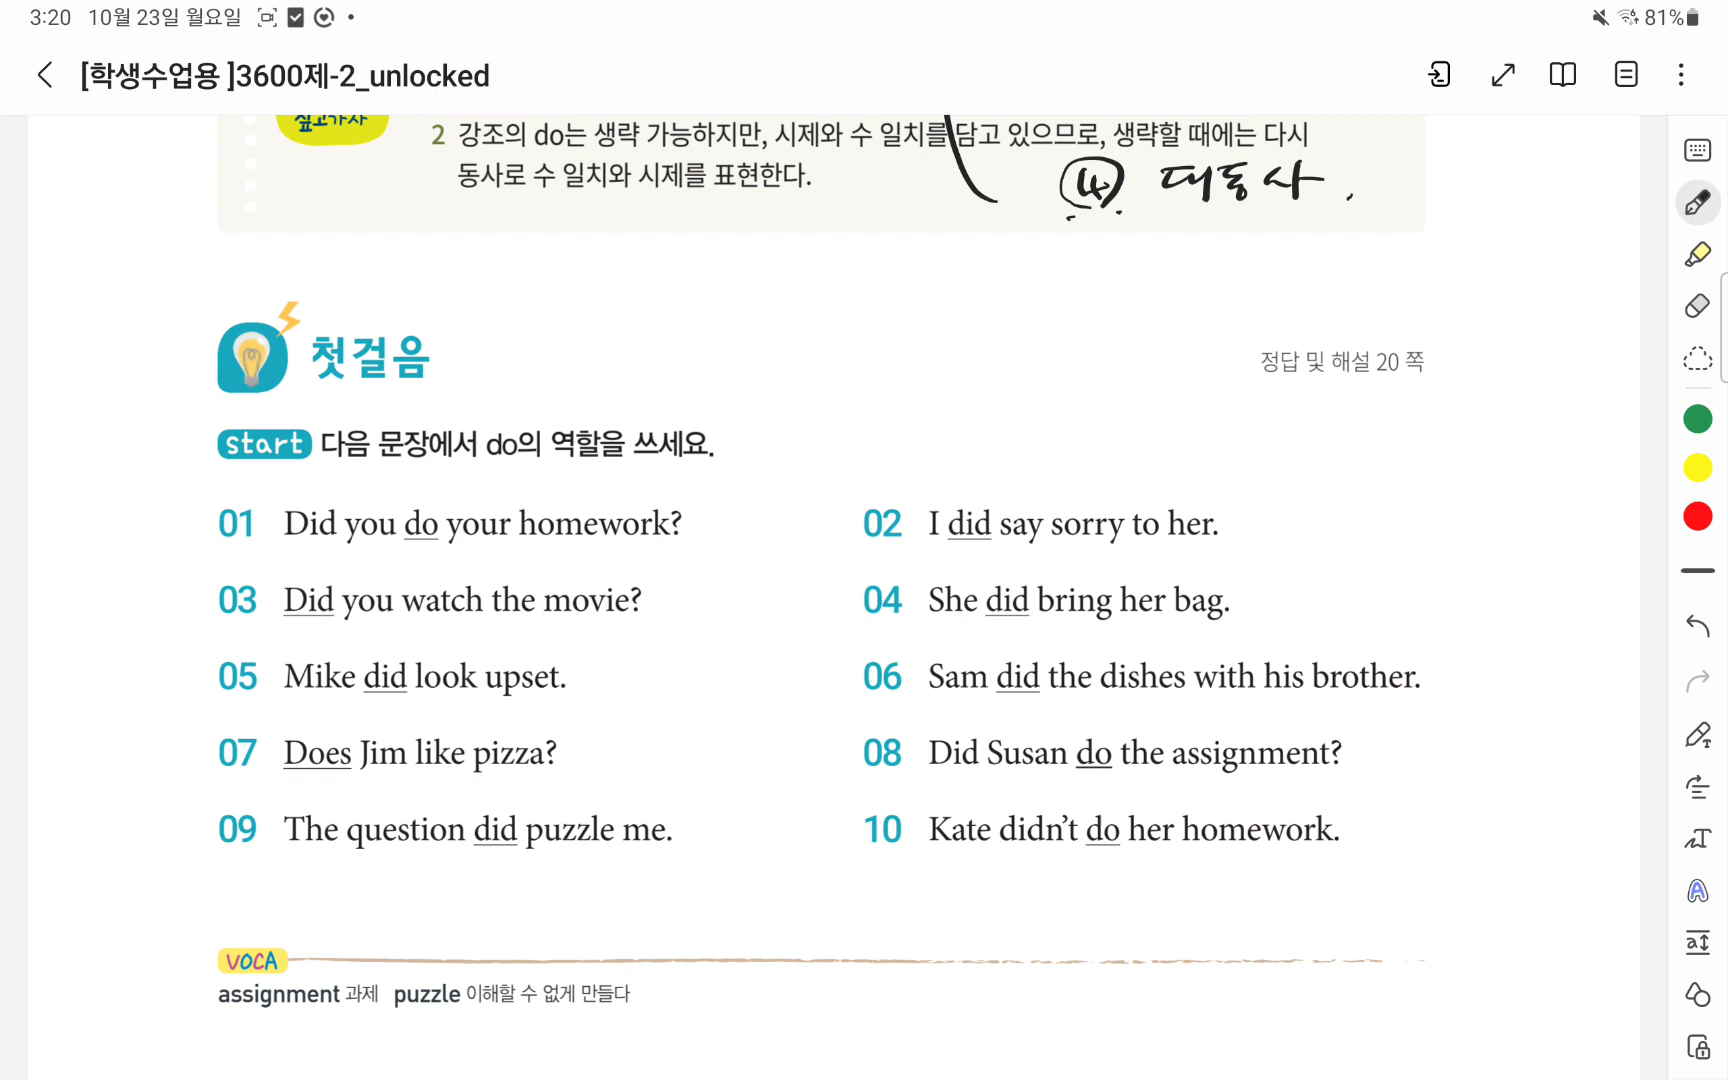 3:20 10월 23일 월요일
81%
[학생수업용 ]3600제-2_unlocked
짚고가자
2 강조의 do는 생략 가능하지만, 시제와 수 일치를 담고 있으므로, 생략할 때에는 다시
동사로 수 일치와 시제를 표현한다.
④ 대동사.
첫걸음
정답 및 해설 20 쪽
start 다음 문장에서 do의 역할을 쓰세요.
01 Did you do your homework?
02 I did say sorry to her.
03 Did you watch the movie?
04 She did bring her bag.
05 Mike did look upset.
06 Sam did the dishes with his brother.
07 Does Jim like pizza?
08 Did Susan do the assignment?
09 The question did puzzle me.
10 Kate didn't do her homework.
VOCA
assignment 과제 puzzle 이해할 수 없게 만들다